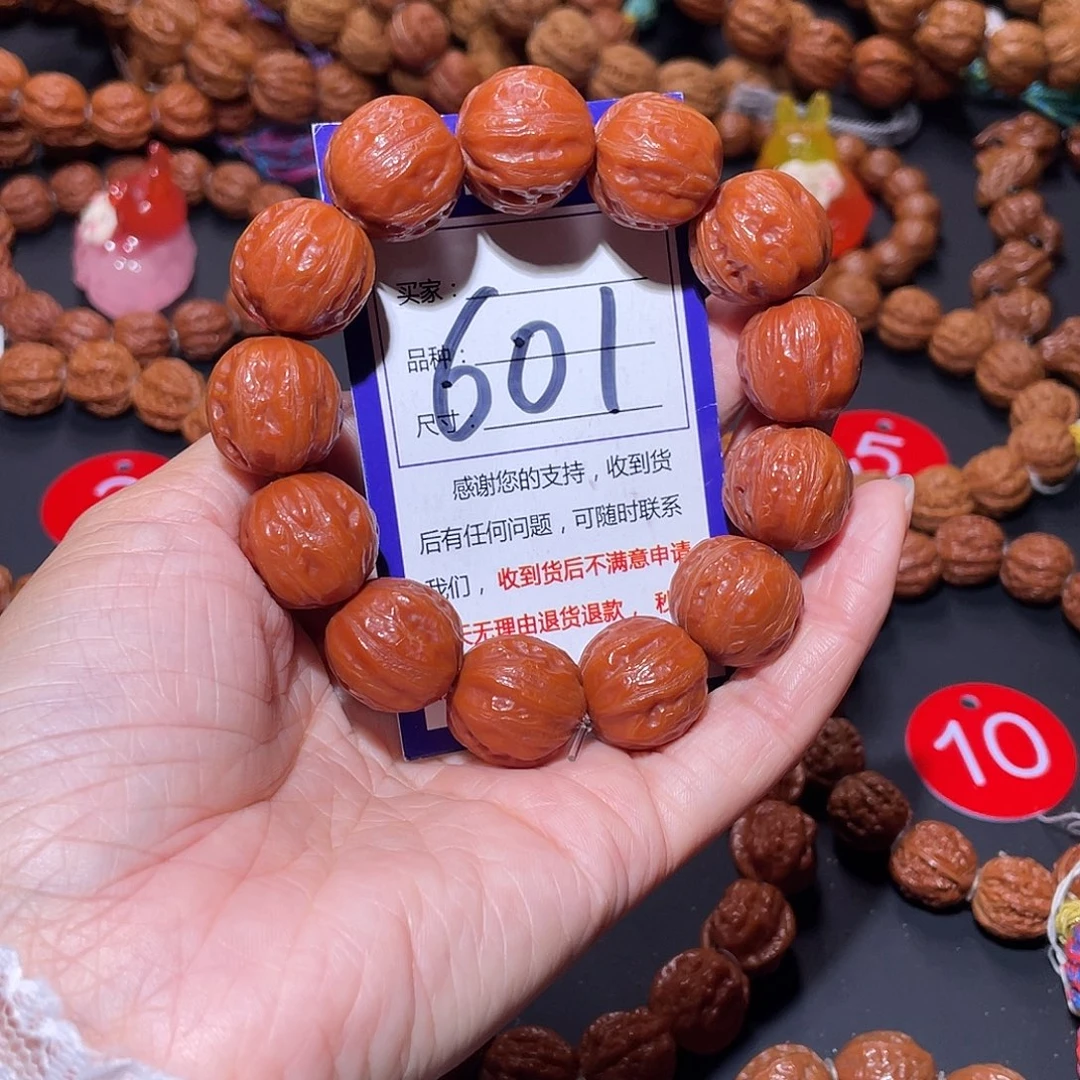 买家:
601
品种:
尺寸:
感谢您的支持，收到货
后有任何问题，可随时联系
我们，收到货后不满意申请
天无理由退货退款，
5
10